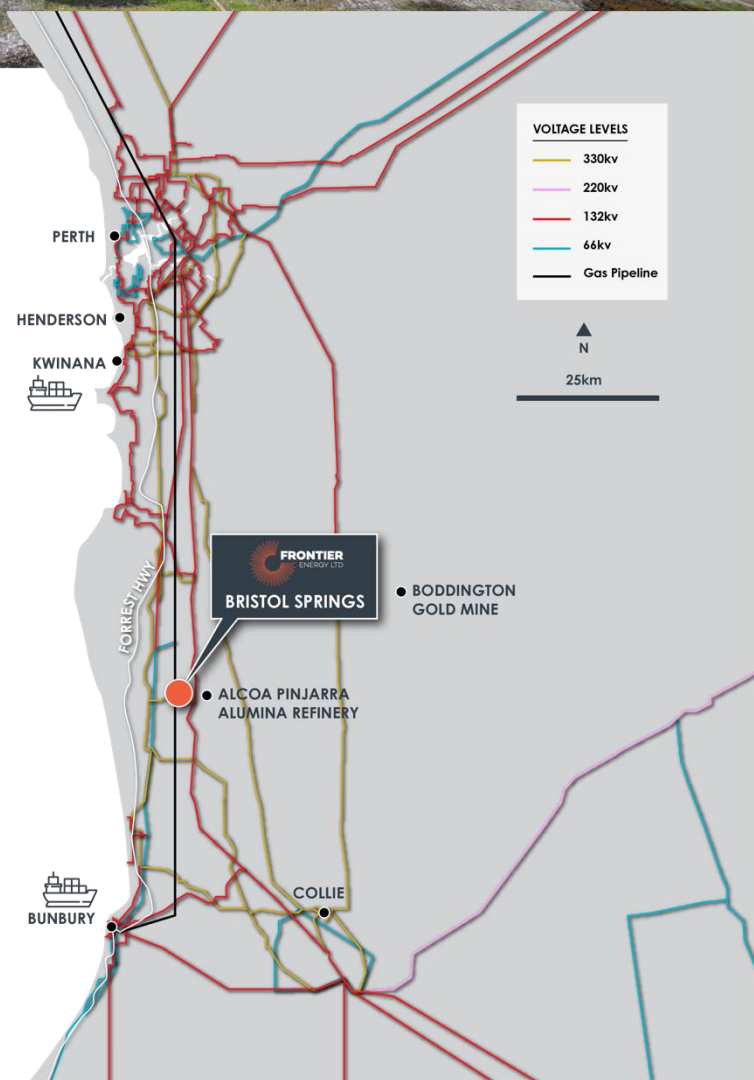 VOLTAGE LEVELS
330kv
220kv
132kv
66kv
Gas Pipeline
N
25km
PERTH
HENDERSON
KWINANA
FORREST HWY
FRONTIER
ENERGY LTD
BRISTOL SPRINGS
BODDINGTON
GOLD MINE
ALCOA PINJARRA
ALUMINA REFINERY
COLLIE
BUNBURY